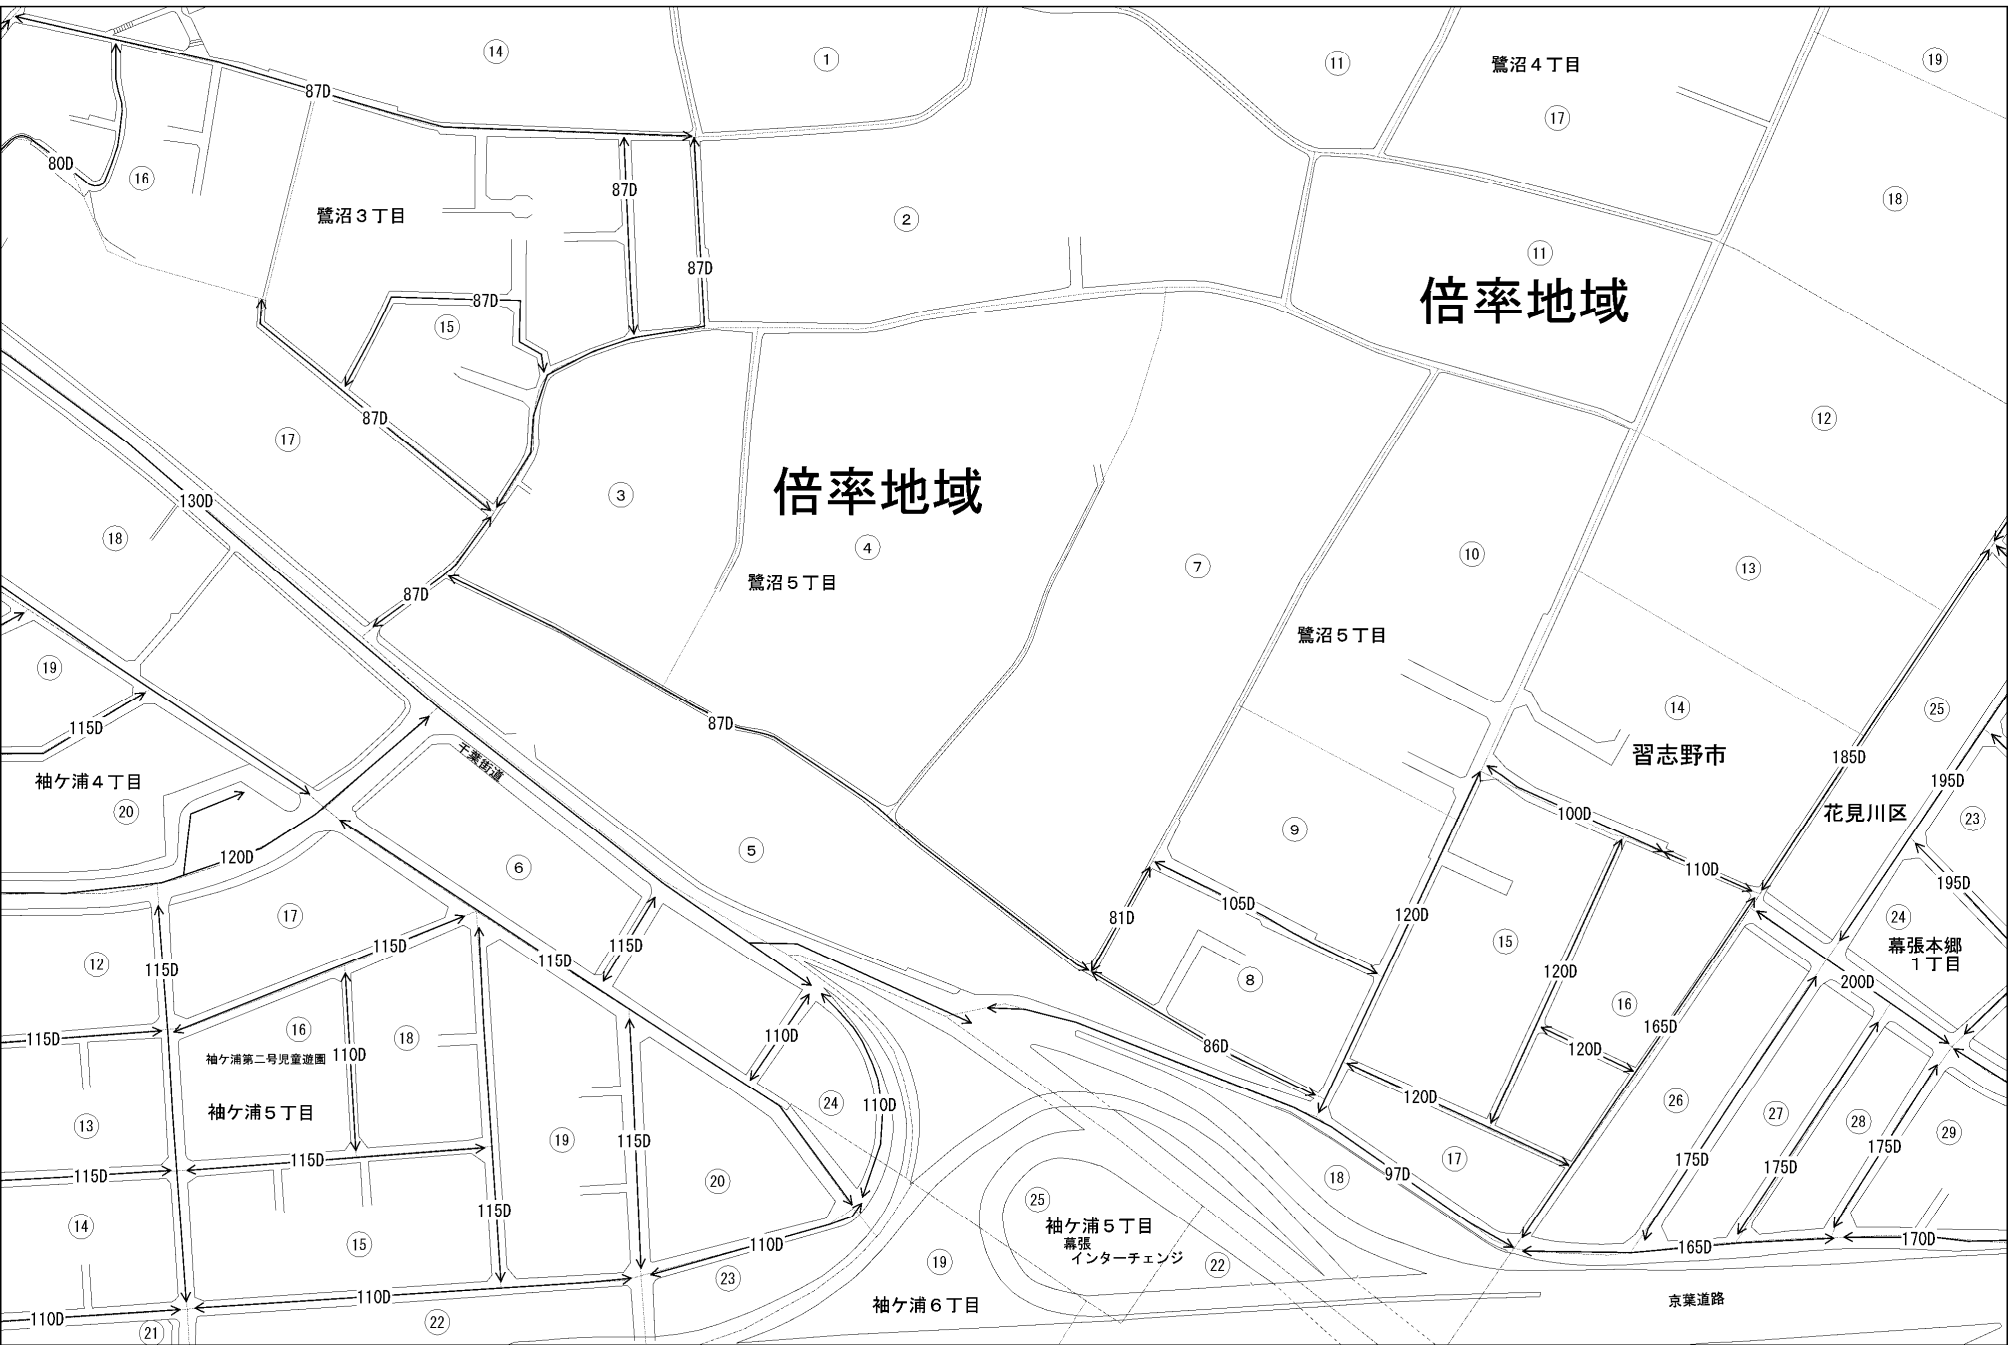 ⑭
①
⑪
鷺沼４丁目
⑲
87D
⑰
80D
⑯
87D
⑱
鷺沼３丁目
②
⑪
87D
倍率地域
87D
⑮
87D
⑫
⑰
130D
③
倍率地域
⑱
④
⑩
⑦
⑬
鷺沼５丁目
87D
鷺沼５丁目
⑲
⑭
⑳
㉕
115D
87D
千葉街道
習志野市
185D
袖ケ浦４丁目
195D
花見川区
100D
㉓
⑨
⑤
120D
⑥
110D
195D
105D
⑰
81D
120D
㉔
115D
115D
⑮
幕張本郷
１丁目
⑫
115D
115D
120D
⑧
200D
⑯
⑯
⑱
110D
165D
115D
86D
120D
袖ケ浦第二号児童遊園
110D
袖ケ浦５丁目
120D
㉔
110D
㉖
㉗
㉘
⑬
⑲
115D
㉙
175D
115D
115D
⑰
175D
175D
97D
⑱
⑳
㉕
115D
⑭
袖ケ浦５丁目
幕張
インターチェンジ
⑮
110D
165D
170D
⑲
㉒
㉓
110D
袖ケ浦６丁目
京葉道路
110D
㉒
㉑